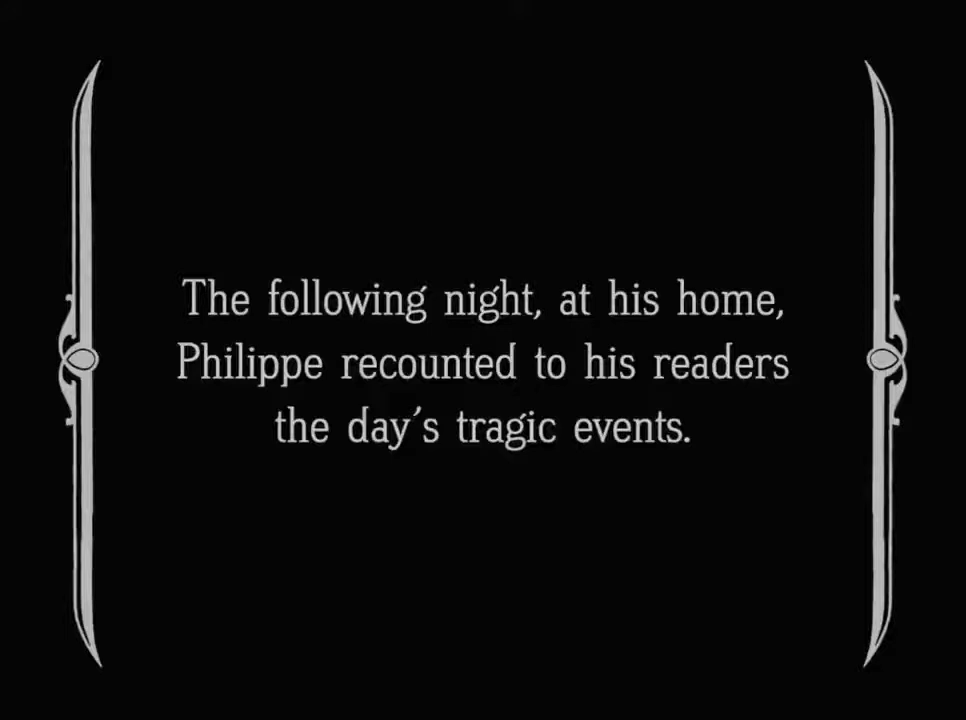 The following night, at his home,
Philippe recounted to his readers
the day's tragic events.